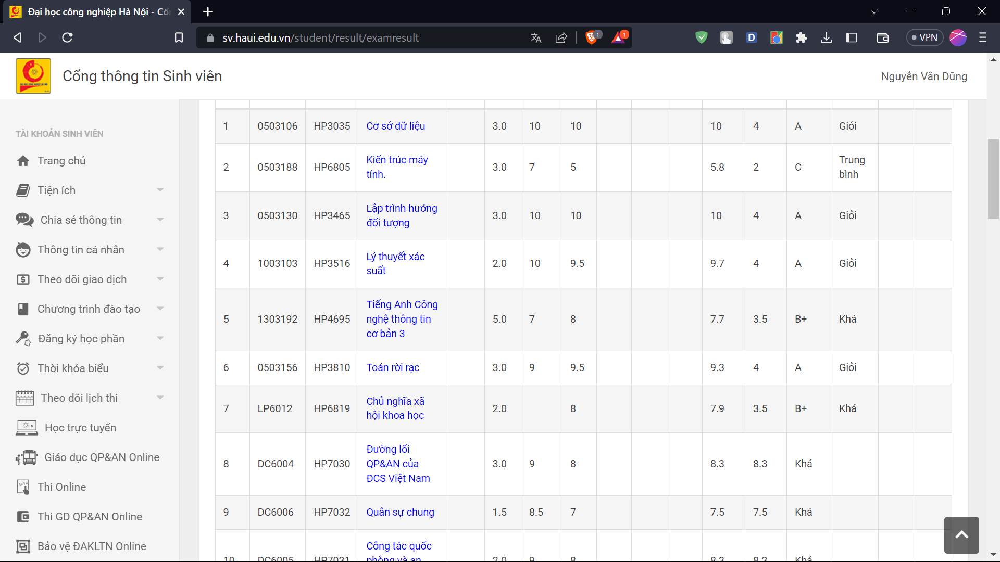 Đại học công nghiệp Hà Nội - Cổ
sv.haui.edu.vn/student/result/examresult
1
1
D
VPN
Cổng thông tin Sinh viên
Nguyễn Văn Dũng
TÀI KHOẢN SINH VIÊN
Trang chủ
Tiện ích
Chia sẻ thông tin
Thông tin cá nhân
Theo dõi giao dịch
Chương trình đào tạo
Đăng ký học phần
Thời khóa biểu
Theo dõi lịch thi
Học trực tuyến
Giáo dục QP&AN Online
Thi Online
Thi GD QP&AN Online
Bảo vệ ĐAKLTN Online
1 0503106 HP3035 Cơ sở dữ liệu 3.0 10 10 10 4 A Giỏi
2 0503188 HP6805 Kiến trúc máy 3.0 7 5 5.8 2 C Trung
tính. bình
3 0503130 HP3465 Lập trình hướng 3.0 10 10 10 4 A Giỏi
đối tượng
4 1003103 HP3516 Lý thuyết xác 2.0 10 9.5 9.7 4 A Giỏi
suất
5 1303192 HP4695 Tiếng Anh Công 5.0 7 8 7.7 3.5 B+ Khá
nghệ thông tin
cơ bản 3
6 0503156 HP3810 Toán rời rạc 3.0 9 9.5 9.3 4 A Giỏi
7 LP6012 HP6819 Chủ nghĩa xã 2.0 8 7.9 3.5 B+ Khá
hội khoa học
8 DC6004 HP7030 Đường lối 3.0 9 8 8.3 8.3 Khá
QP&AN của
ĐCS Việt Nam
9 DC6006 HP7032 Quân sự chung 1.5 8.5 7 7.5 7.5 Khá
10 DC6005 HP7031 Công tác quốc 2.0 9 8 8.3 8.3 Khá
phòng và an